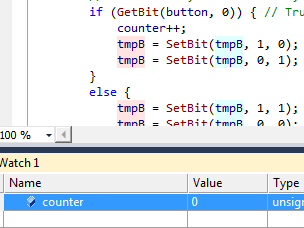 if (GetBit(button, 0)) { // Tru
counter++;
tmpB = SetBit(tmpB, 1, 0);
tmpB = SetBit(tmpB, 0, 1);
}
else {
tmpB = SetBit(tmpB, 1, 1);
tmpB = SetBit(tmpB, 0, 0);
100 %
Watch 1
Name Value Type
counter 0 unsign